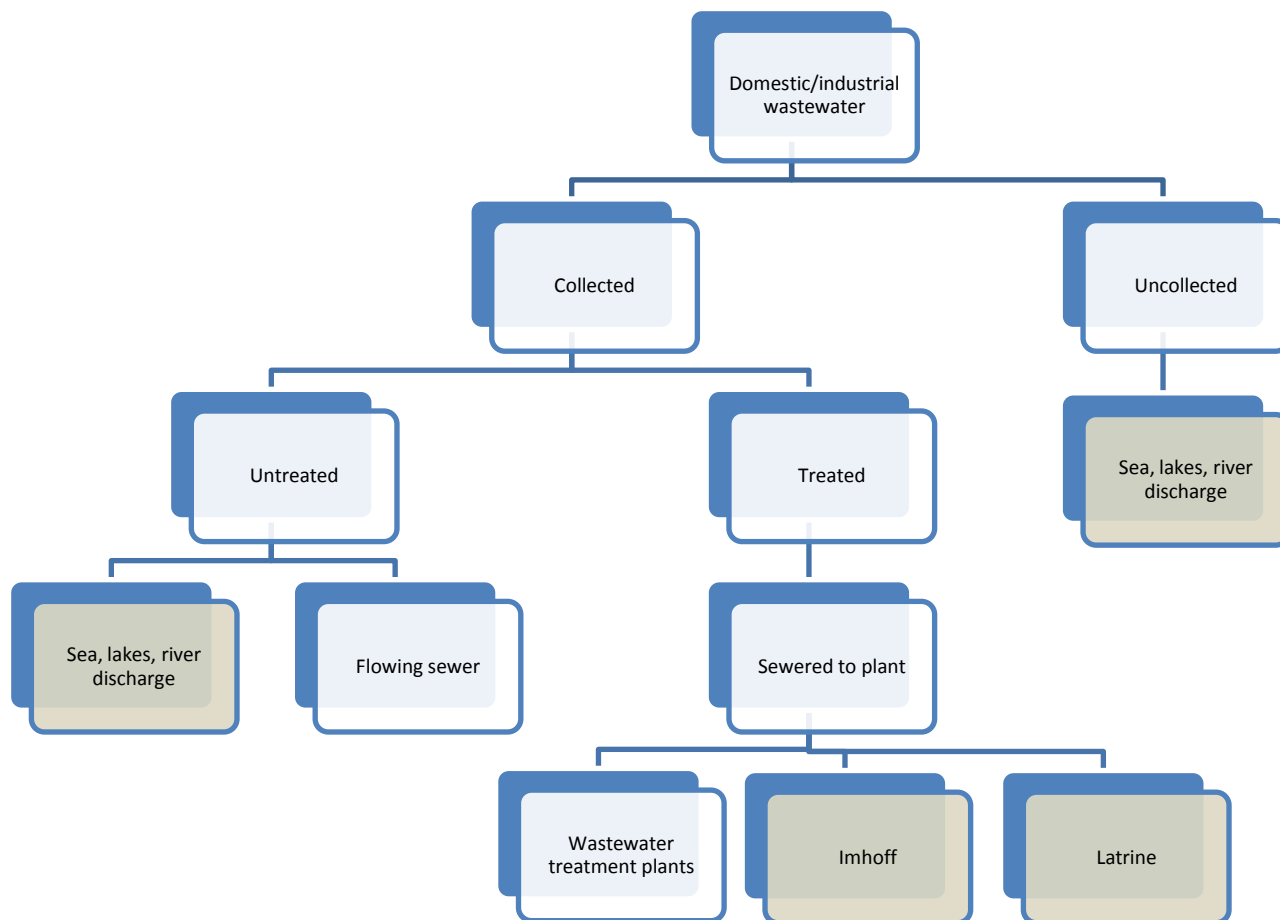 Domestic/industrial
wastewater
Collected
Uncollected
Untreated
Treated
Sea, lakes, river
discharge
Sea, lakes, river
discharge
Flowing sewer
Sewered to plant
Wastewater
treatment plants
Imhoff
Latrine